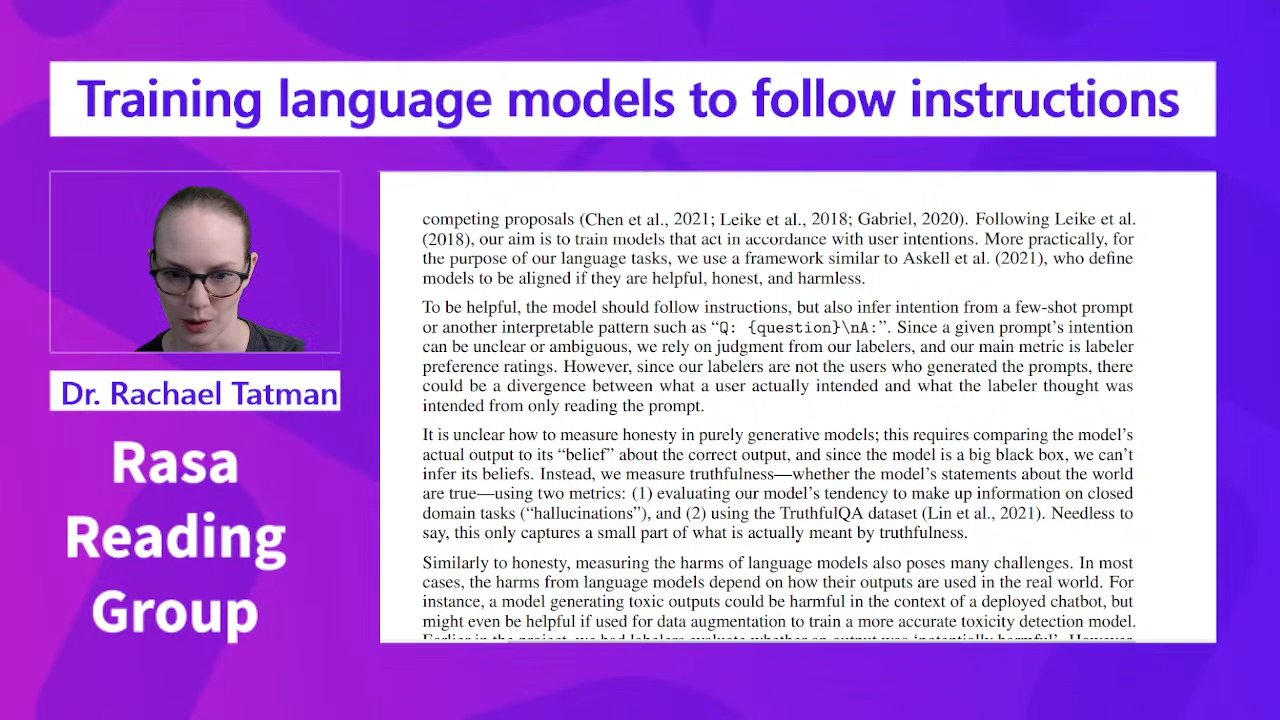 Training language models to follow instructions
Dr. Rachael Tatman
Rasa
Reading
Group
competing proposals (Chen et al., 2021; Leike et al., 2018; Gabriel, 2020). Following Leike et al.
(2018), our aim is to train models that act in accordance with user intentions. More practically, for
the purpose of our language tasks, we use a framework similar to Askell et al. (2021), who define
models to be aligned if they are helpful, honest, and harmless.
To be helpful, the model should follow instructions, but also infer intention from a few-shot prompt
or another interpretable pattern such as “Q: {question}\nA:”. Since a given prompt’s intention
can be unclear or ambiguous, we rely on judgment from our labelers, and our main metric is labeler
preference ratings. However, since our labelers are not the users who generated the prompts, there
could be a divergence between what a user actually intended and what the labeler thought was
intended from only reading the prompt.
It is unclear how to measure honesty in purely generative models; this requires comparing the model’s
actual output to its “belief” about the correct output, and since the model is a big black box, we can’t
infer its beliefs. Instead, we measure truthfulness—whether the model’s statements about the world
are true—using two metrics: (1) evaluating our model’s tendency to make up information on closed
domain tasks (“hallucinations”), and (2) using the TruthfulQA dataset (Lin et al., 2021). Needless to
say, this only captures a small part of what is actually meant by truthfulness.
Similarly to honesty, measuring the harms of language models also poses many challenges. In most
cases, the harms from language models depend on how their outputs are used in the real world. For
instance, a model generating toxic outputs could be harmful in the context of a deployed chatbot, but
might even be helpful if used for data augmentation to train a more accurate toxicity detection model.
Earlier in the project, we had labelers evaluate whether an output was ‘potentially harmful’. However,